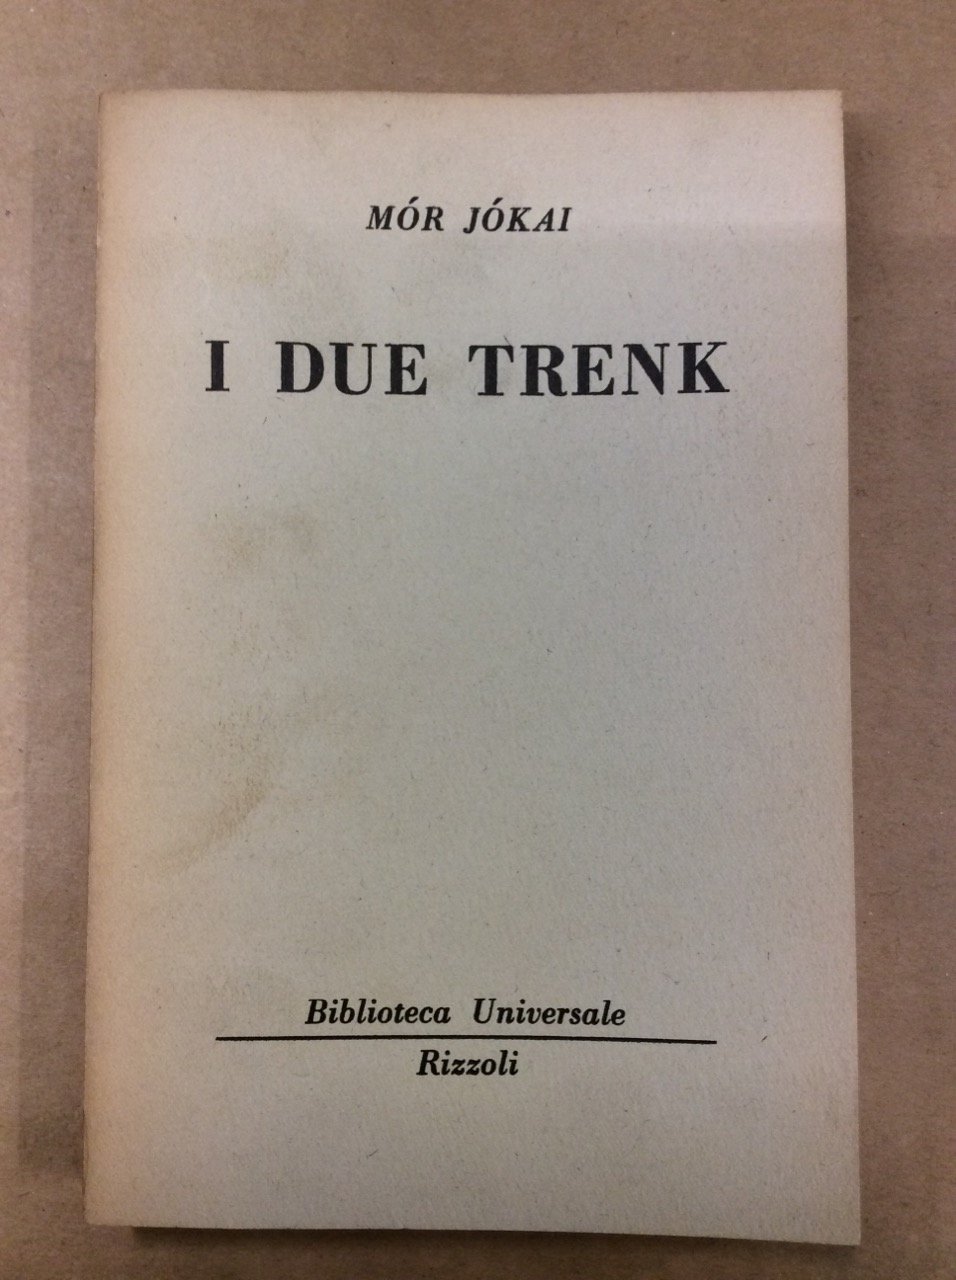 MÓR JÓKAI
I DUE TRENK
Biblioteca Universale
Rizzoli